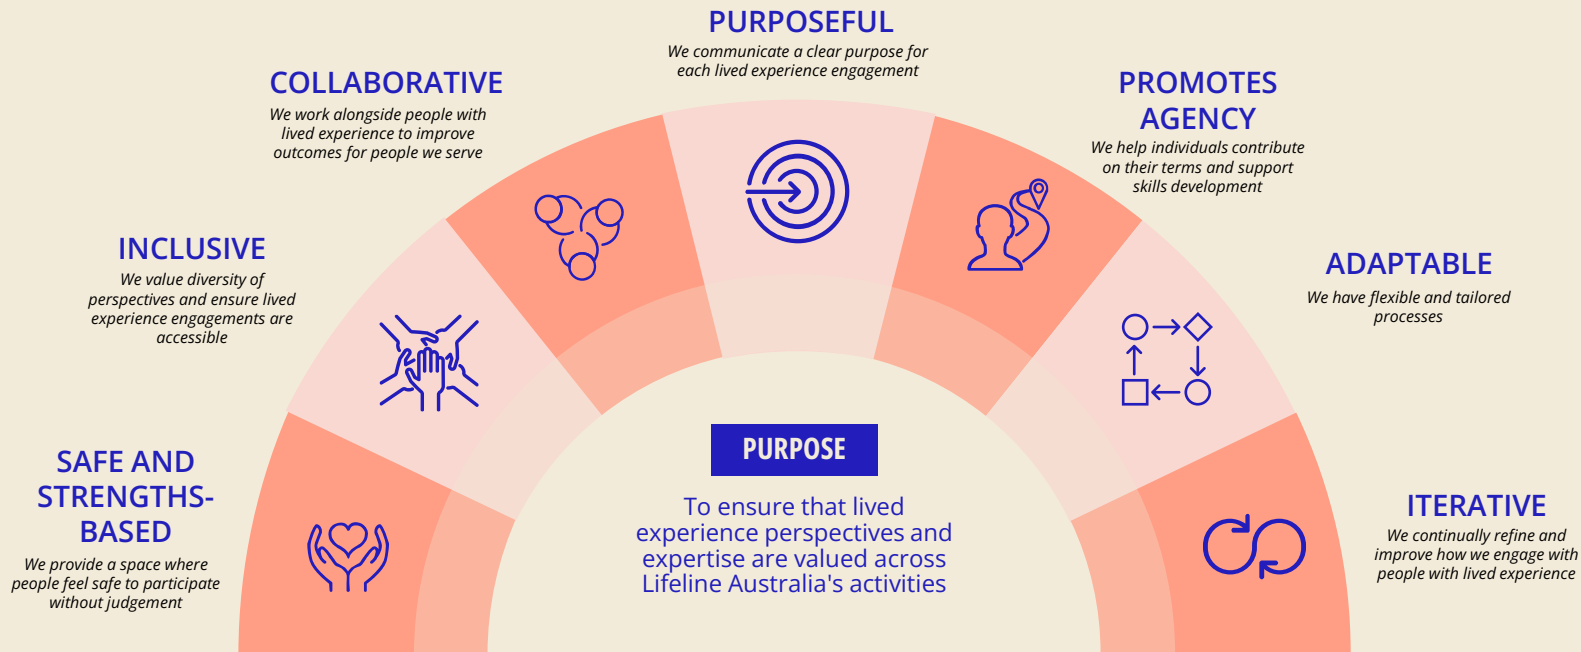 PURPOSEFUL
We communicate a clear purpose for
each lived experience engagement
COLLABORATIVE
We work alongside people with
lived experience to improve
outcomes for people we serve
PROMOTES
AGENCY
We help individuals contribute
on their terms and support
skills development
INCLUSIVE
We value diversity of
perspectives and ensure lived
experience engagements are
accessible
ADAPTABLE
We have flexible and tailored
processes
SAFE AND
STRENGTHS-
BASED
We provide a space where
people feel safe to participate
without judgement
PURPOSE
To ensure that lived
experience perspectives and
expertise are valued across
Lifeline Australia's activities
ITERATIVE
We continually refine and
improve how we engage with
people with lived experience